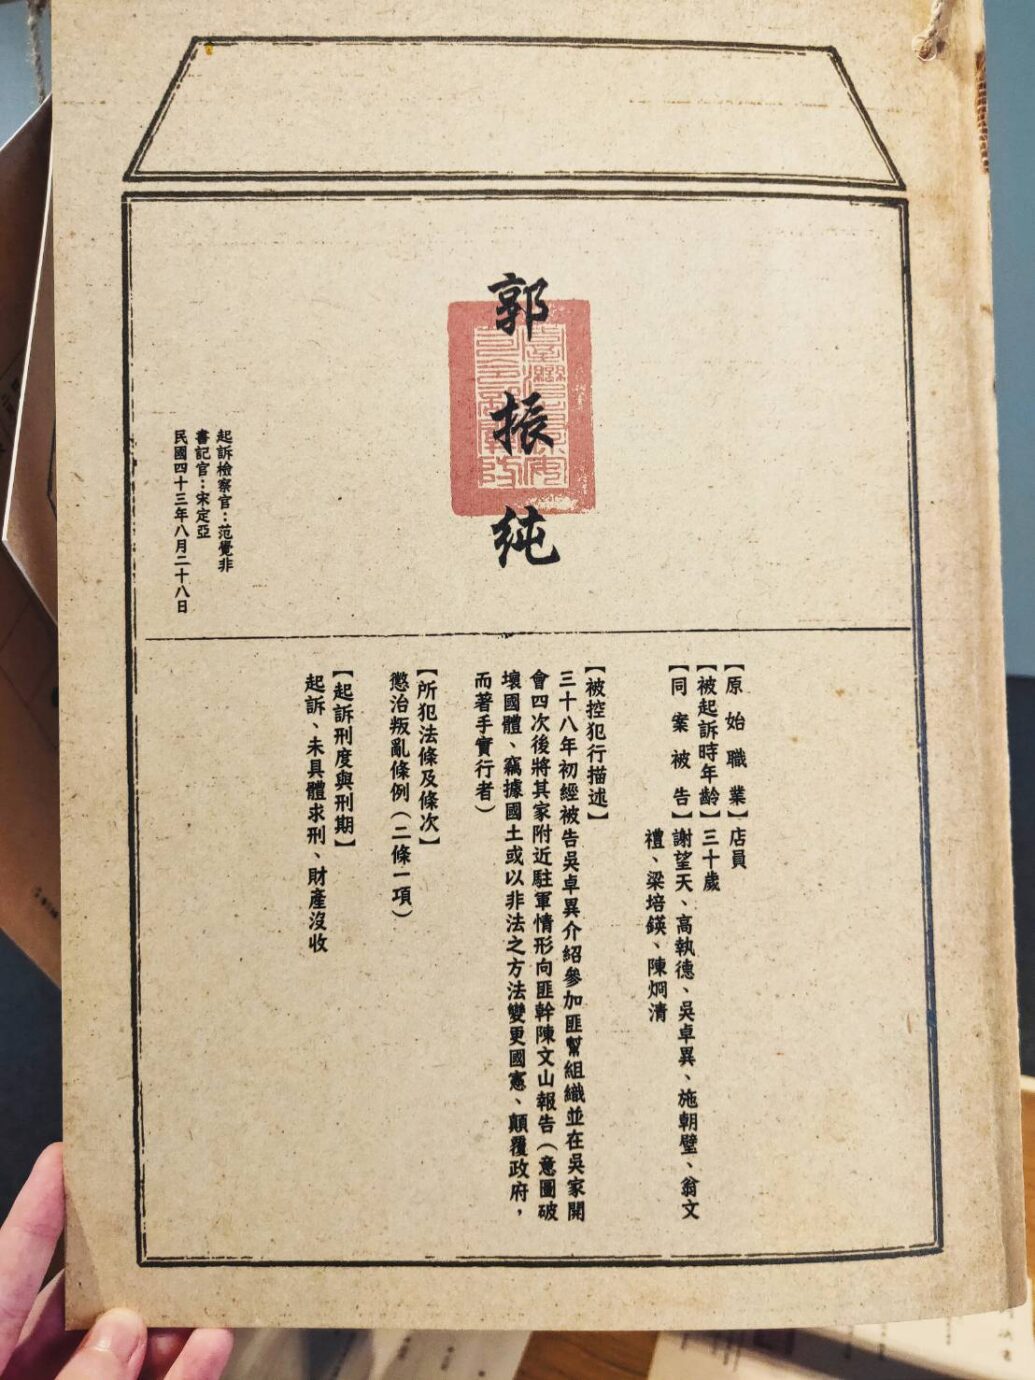 郭振純
【原始職業】店員
【被起訴時年齡】三十歲
【同案被告】謝望天、高執德、吳卓異、施朝璧、翁文
禮、梁培鍈、陳炯清
【被控犯行描述】
三十八年初經被告吳卓異介紹參加匪幫組織並在吳家開
會四次後將其家附近駐軍情形向匪幹陳文山報告（意圖破
壞國體、竊據國土或以非法之方法變更國憲、顛覆政府，
而著手實行者）
【所犯法條及條次】
懲治叛亂條例（二條一項）
【起訴刑度與刑期】
起訴、未具體求刑、財產沒收
起訴檢察官：范覺非
書記官：宋定亞
民國四十三年八月二十八日